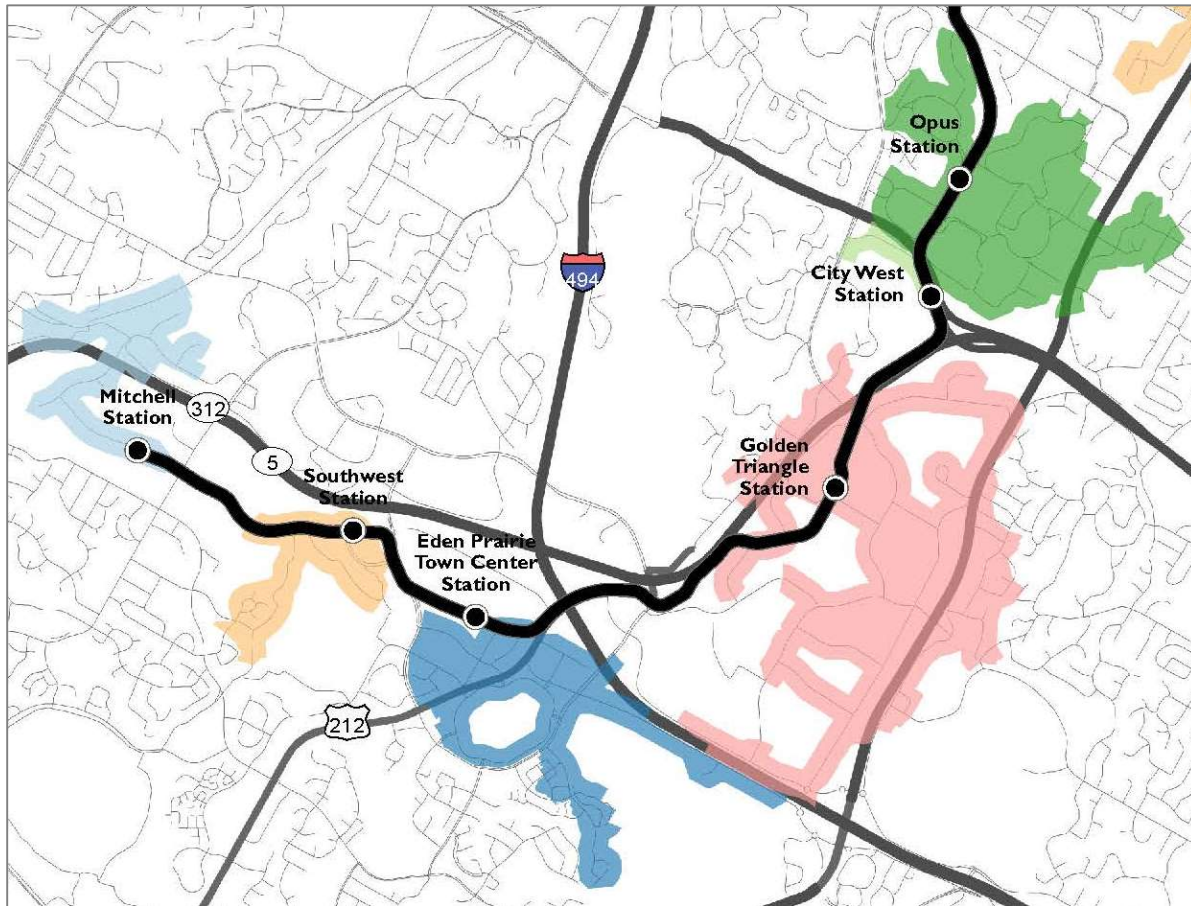 Opus
Station
City West
Station
494
Mitchell
Station
312
5
Southwest
Station
Golden
Triangle
Station
Eden Prairie
Town Center
Station
212